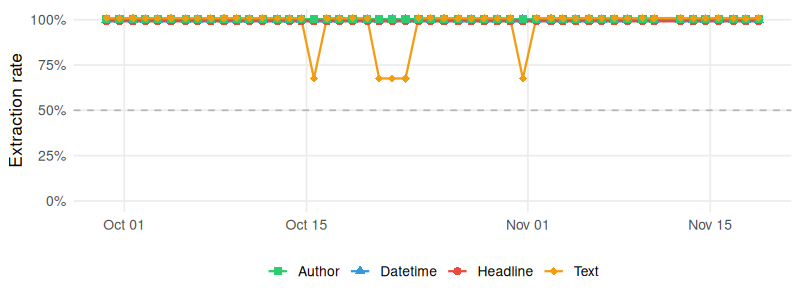 Extraction rate
100%
75%
50%
25%
0%
Oct 01 Oct 15 Nov 01 Nov 15
Author Datetime Headline Text